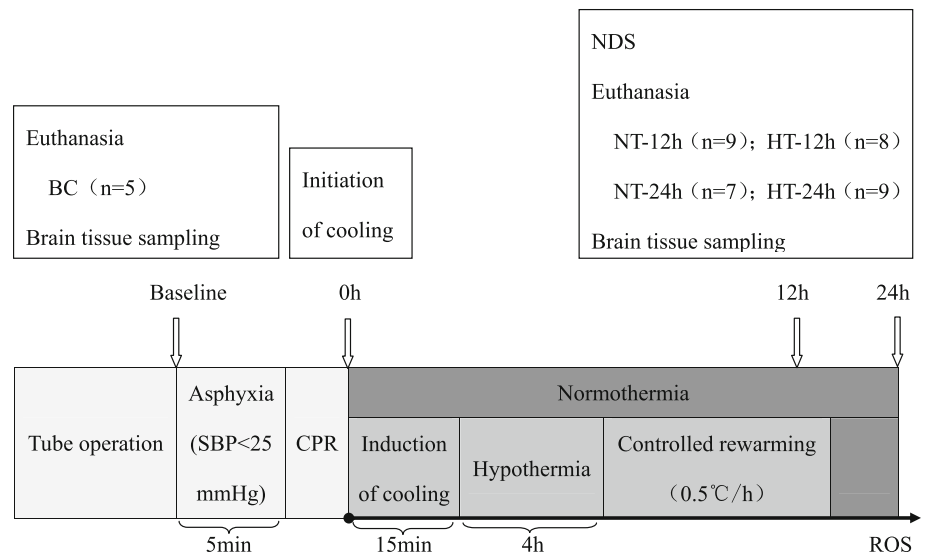 NDS
Euthanasia
NT-12h（n=9）；HT-12h（n=8）
NT-24h（n=7）；HT-24h（n=9）
Brain tissue sampling
Euthanasia
BC（n=5）
Brain tissue sampling
Initiation
of cooling
Baseline
0h
12h
24h
Tube operation
Asphyxia
(SBP<25
mmHg)
CPR
Normothermia
Induction
of cooling
Hypothermia
Controlled rewarming
（0.5℃/h）
5min
15min
4h
ROS